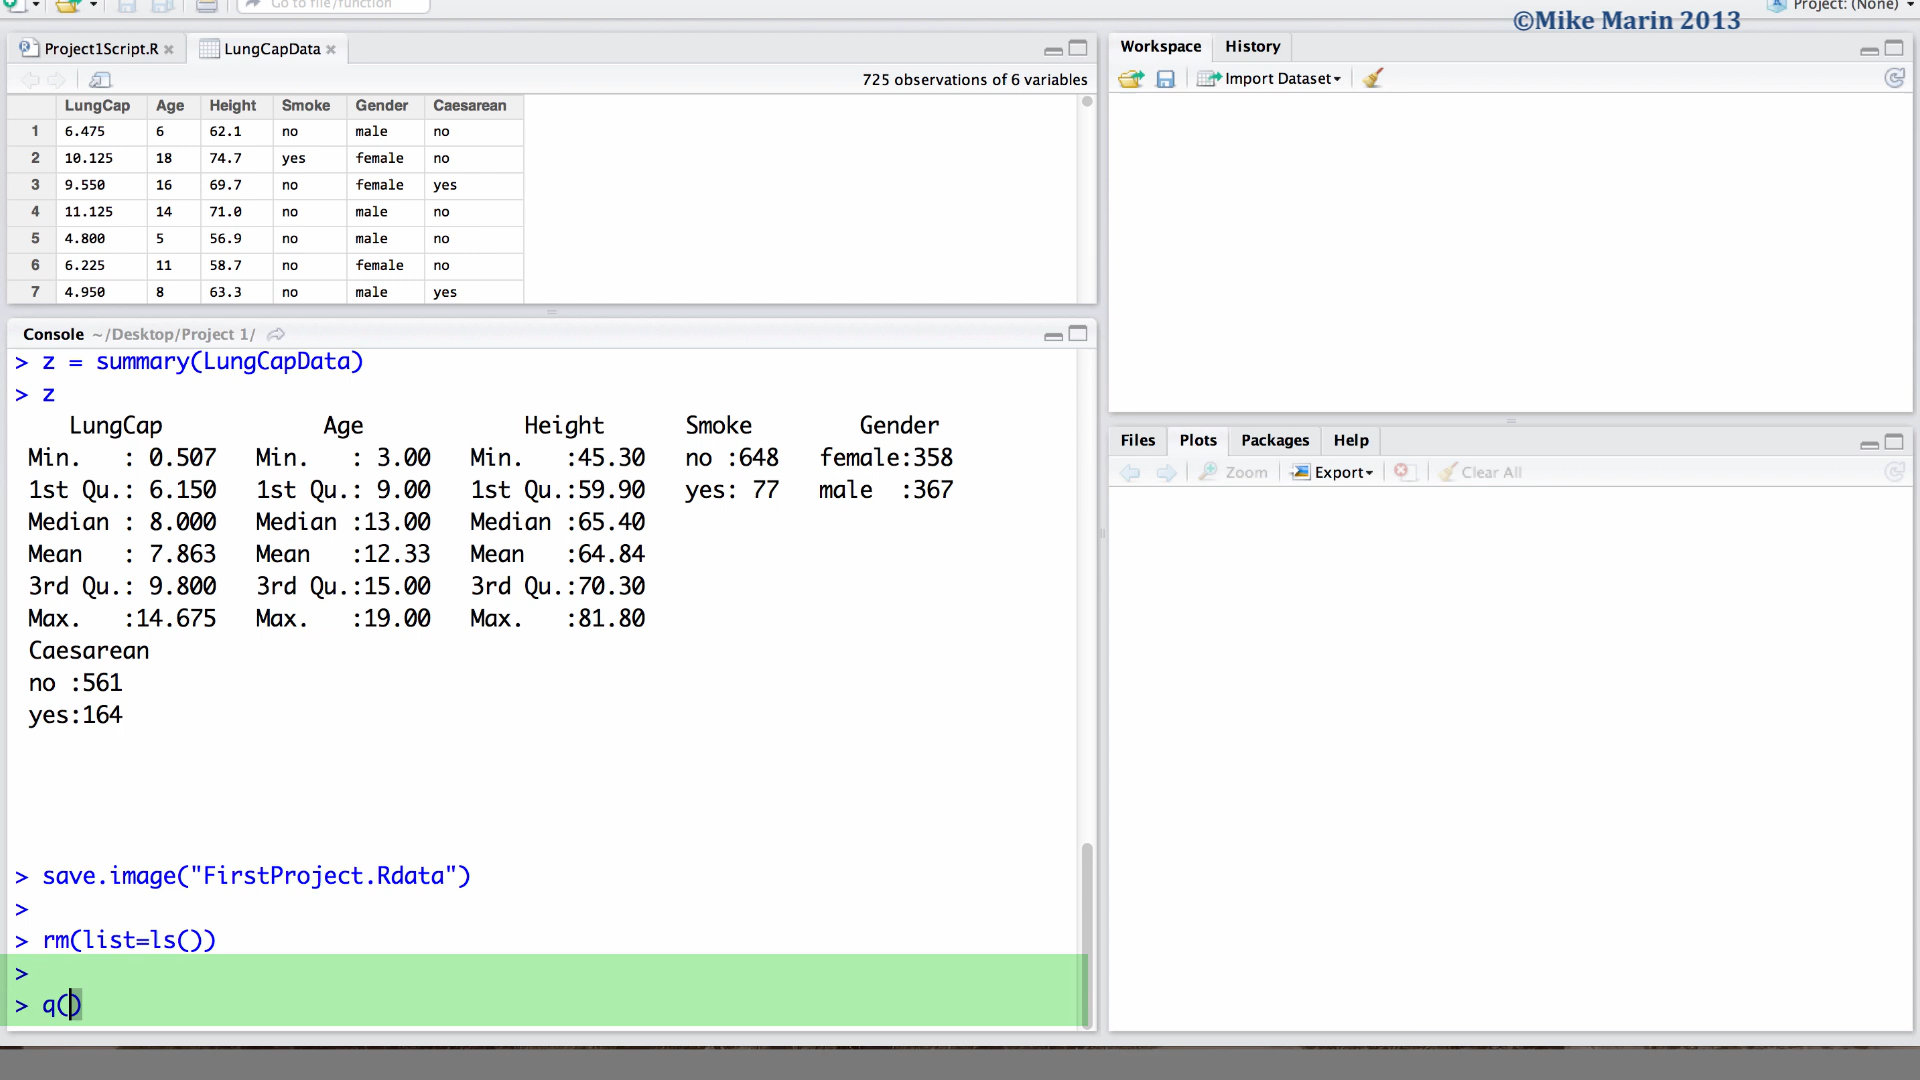 Go to file/function
Project: (None)
©Mike Marin 2013
Project1Script.R
LungCapData
725 observations of 6 variables
LungCap Age Height Smoke Gender Caesarean
1 6.475 6 62.1 no male no
2 10.125 18 74.7 yes female no
3 9.550 16 69.7 no female yes
4 11.125 14 71.0 no male no
5 4.800 5 56.9 no male no
6 6.225 11 58.7 no female no
7 4.950 8 63.3 no male yes
Console ~/Desktop/Project 1/
> z = summary(LungCapData)
> z
LungCap Age Height Smoke Gender
Min. : 0.507 Min. : 3.00 Min. :45.30 no :648 female:358
1st Qu.: 6.150 1st Qu.: 9.00 1st Qu.:59.90 yes: 77 male :367
Median : 8.000 Median :13.00 Median :65.40
Mean : 7.863 Mean :12.33 Mean :64.84
3rd Qu.: 9.800 3rd Qu.:15.00 3rd Qu.:70.30
Max. :14.675 Max. :19.00 Max. :81.80
Caesarean
no :561
yes:164
> save.image("FirstProject.Rdata")
>
> rm(list=ls())
>
> q()
Workspace History
Import Dataset
Files Plots Packages Help
Zoom Export Clear All